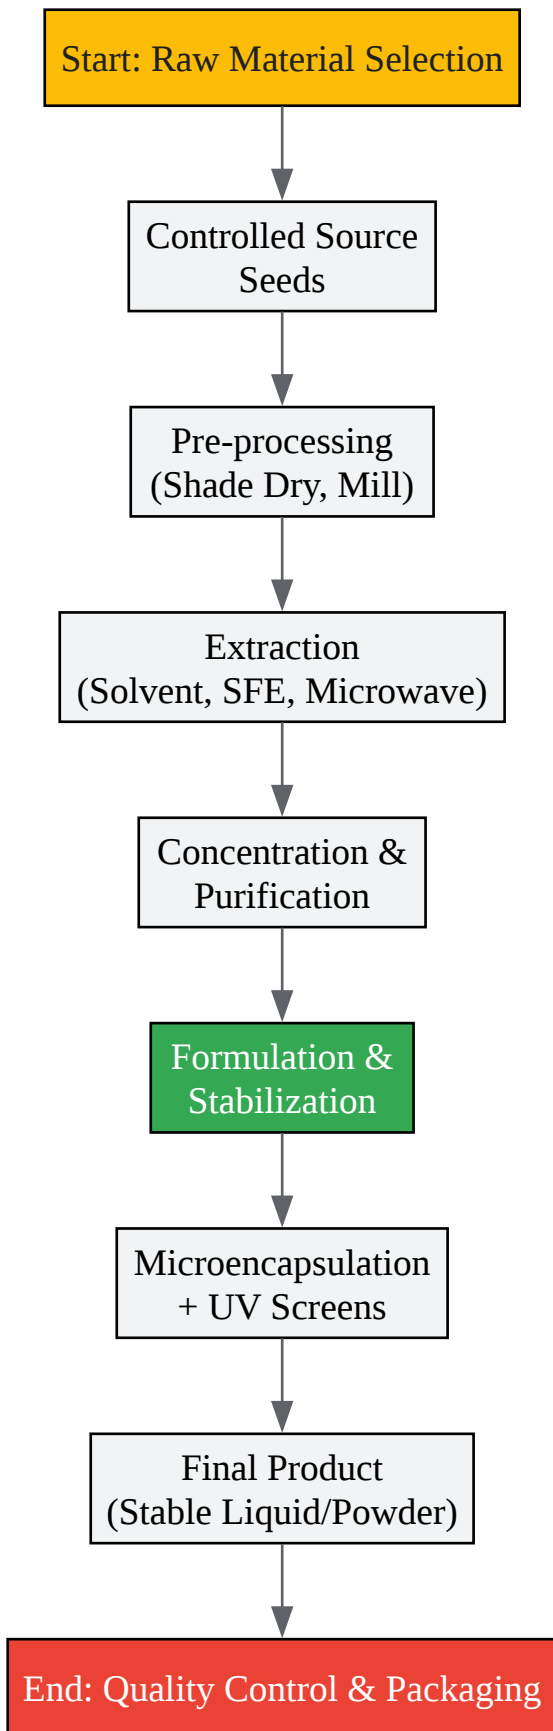 Start: Raw Material Selection
Controlled Source
Seeds
Pre-processing
(Shade Dry, Mill)
Extraction
(Solvent, SFE, Microwave)
Concentration &
Purification
Formulation &
Stabilization
Microencapsulation
+ UV Screens
Final Product
(Stable Liquid/Powder)
End: Quality Control & Packaging